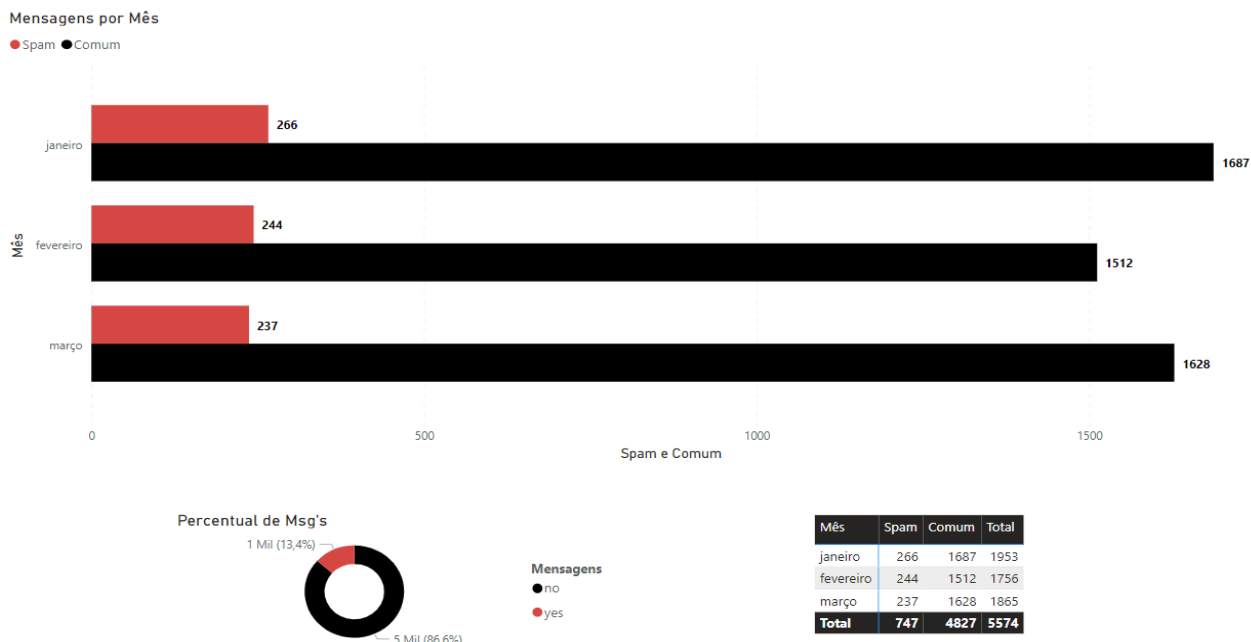 Mensagens por Mês
Spam Comum
266
janeiro
1687
244
fevereiro
1512
237
março
1628
Mês
0 500 1000 1500
Spam e Comum
Percentual de Msg's
1 Mil (13,4%)
5 Mil (86,6%)
Mensagens
no
yes
Mês Spam Comum Total
janeiro 266 1687 1953
fevereiro 244 1512 1756
março 237 1628 1865
Total 747 4827 5574